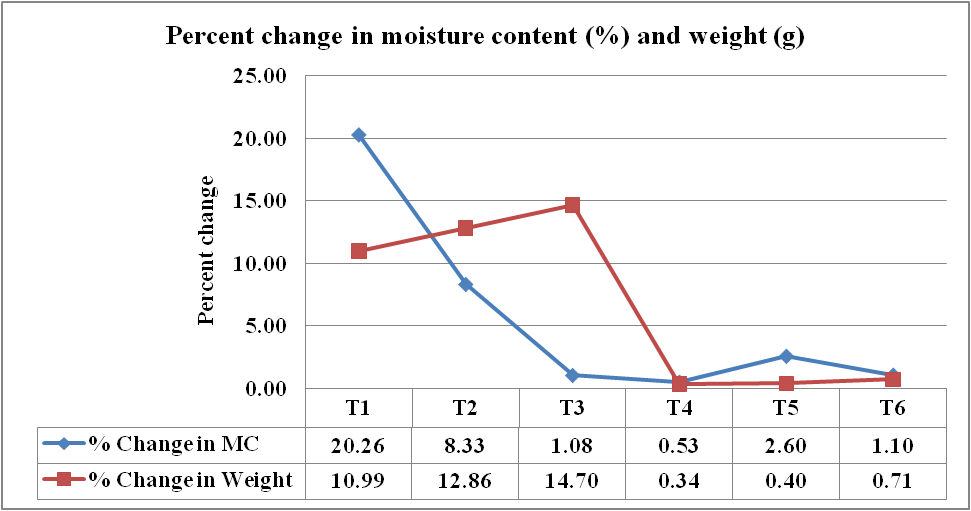 Percent change in moisture content (%) and weight (g)
25.00
20.00
15.00
10.00
5.00
0.00
Percent change
T1 T2 T3 T4 T5 T6
% Change in MC 20.26 8.33 1.08 0.53 2.60 1.10
% Change in Weight 10.99 12.86 14.70 0.34 0.40 0.71